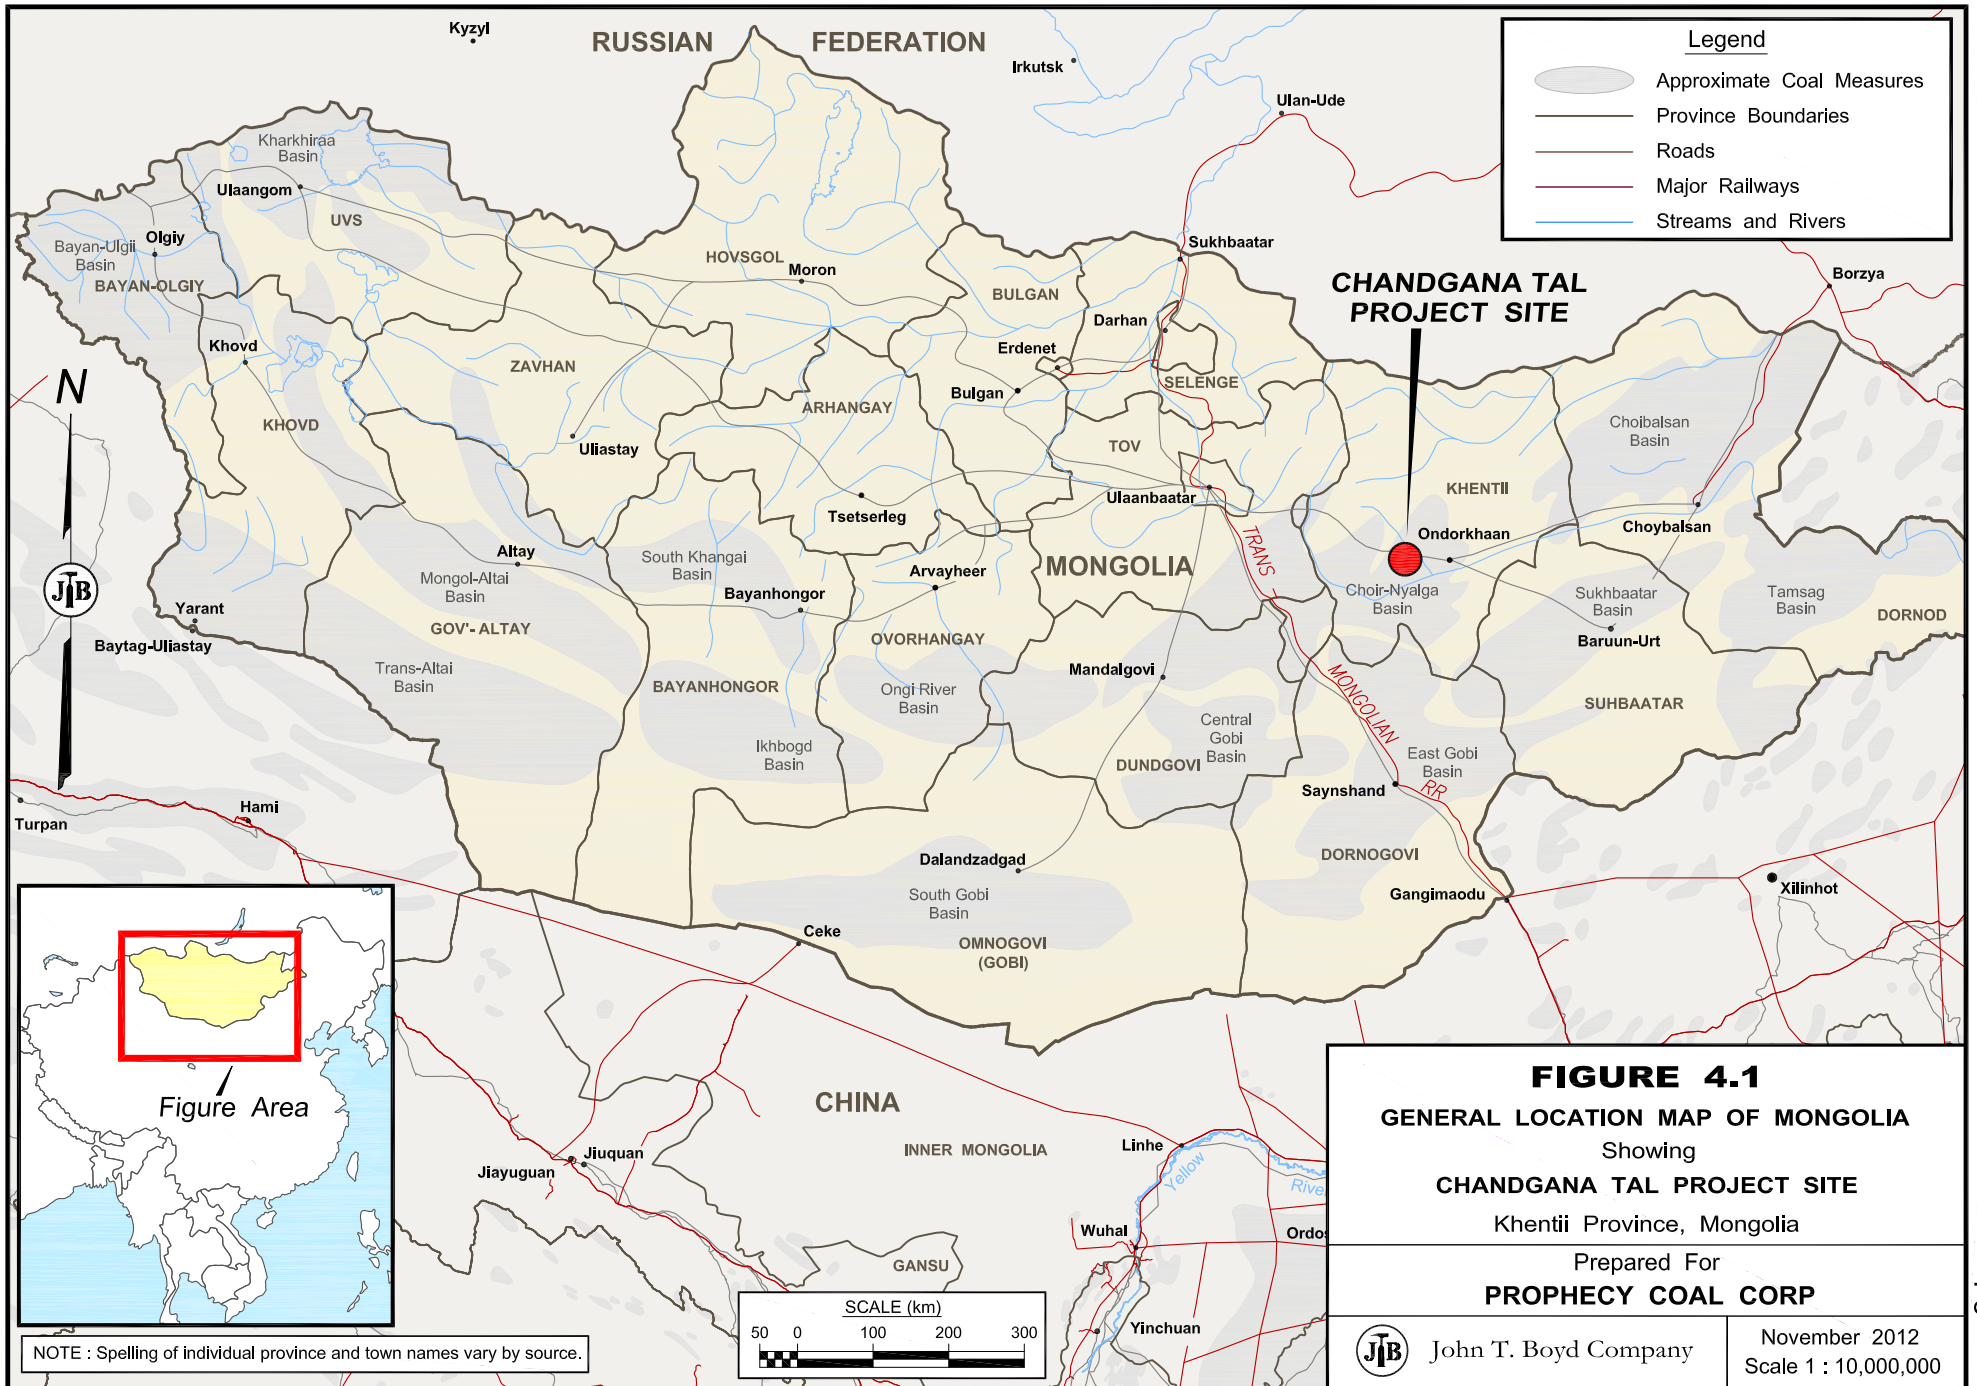 Kyzyl
RUSSIAN FEDERATION
Irkutsk
Ulan-Ude
Legend
Approximate Coal Measures
Province Boundaries
Roads
Major Railways
Streams and Rivers
Kharkhiraa
Basin
Ulaangom
UVS
Bayan-Ulgii
Basin
Olgiy
BAYAN-OLGIY
HOVSGOL
Moron
BULGAN
Sukhbaatar
CHANDGANA TAL
PROJECT SITE
Borzya
Darhan
Erdenet
Khovd
ZAVHAN
Bulgan
SELENGE
N
KHOVD
ARHANGAY
Uliastay
TOV
Choibalsan
Basin
KHENTII
Ulaanbaatar
Tsetserleg
Choybalsan
Ondorkhaan
TRANS
MONGOLIAN
RR
Altay
South Khangai
Basin
MONGOLIA
Mongol-Altai
Basin
Arvayheer
Bayanhongor
Choir-Nyalga
Basin
Sukhbaatar
Basin
Tamsag
Basin
JTB
Yarant
Baytag-Uliastay
GOV'-ALTAY
OVORHANGAY
Baruun-Urt
DORNOD
Trans-Altai
Basin
BAYANHONGOR
Ongi River
Basin
Mandalgovi
SUHBAATAR
Ikhbogd
Basin
Central
Gobi
Basin
DUNDGOVI
East Gobi
Basin
Saynshand
Turpan
Hami
Dalandzadgad
DORNOGOVI
South Gobi
Basin
Gangimaodu
Xilinhot
Ceke
OMNOGOVI
(GOBI)
Figure Area
CHINA
INNER MONGOLIA
Linhe
Yellow
River
Jiuquan
Jiayuguan
Wuhal
Ordos
GANSU
Yinchuan
SCALE (km)
50 0 100 200 300
NOTE : Spelling of individual province and town names vary by source.
FIGURE 4.1
GENERAL LOCATION MAP OF MONGOLIA
Showing
CHANDGANA TAL PROJECT SITE
Khentii Province, Mongolia
Prepared For
PROPHECY COAL CORP
JTB
John T. Boyd Company
November 2012
Scale 1 : 10,000,000